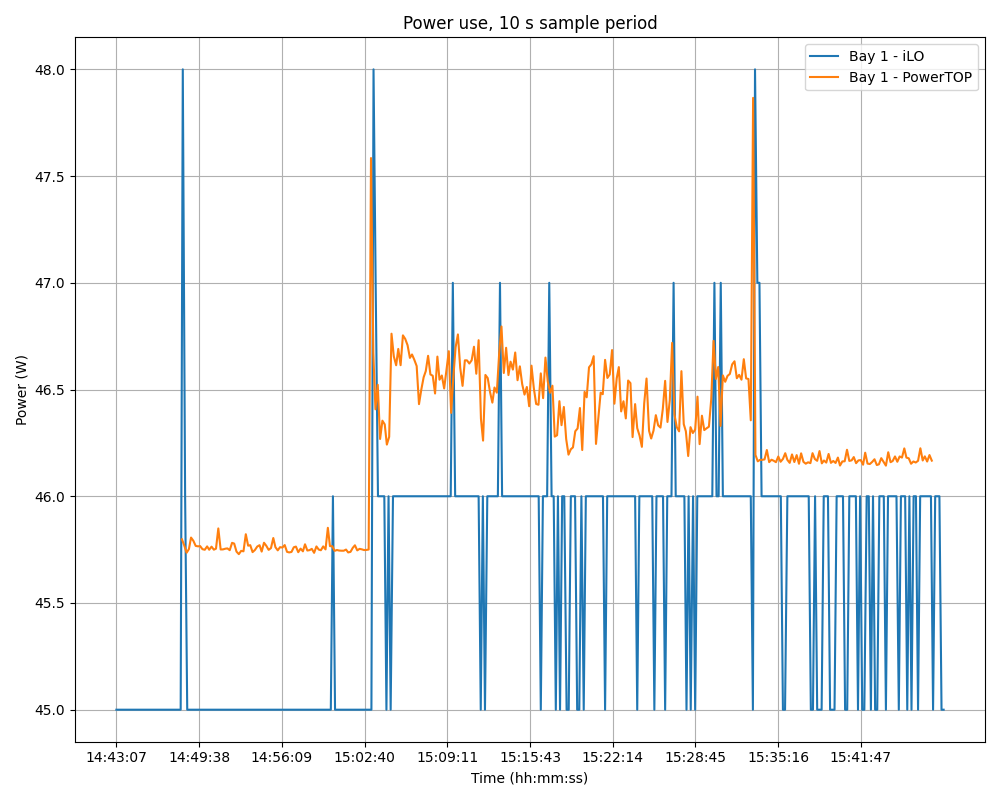 Power use, 10 s sample period
Bay 1 - iLO
Bay 1 - PowerTOP
48.0
47.5
47.0
46.5
46.0
45.5
45.0
Power (W)
14:43:07 14:49:38 14:56:09 15:02:40 15:09:11 15:15:43 15:22:14 15:28:45 15:35:16 15:41:47
Time (hh:mm:ss)